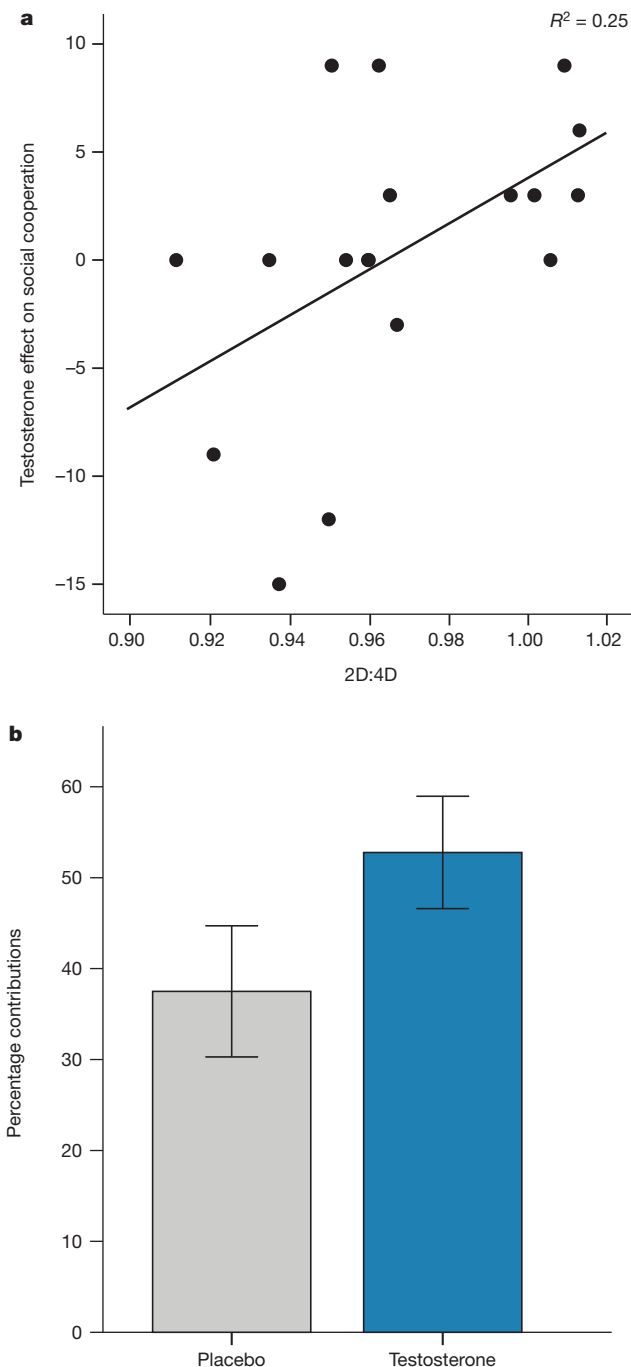 a
R² = 0.25
Testosterone effect on social cooperation
10
5
0
–5
–10
–15
0.90 0.92 0.94 0.96 0.98 1.00 1.02
2D:4D
b
Percentage contributions
60
50
40
30
20
10
0
Placebo Testosterone